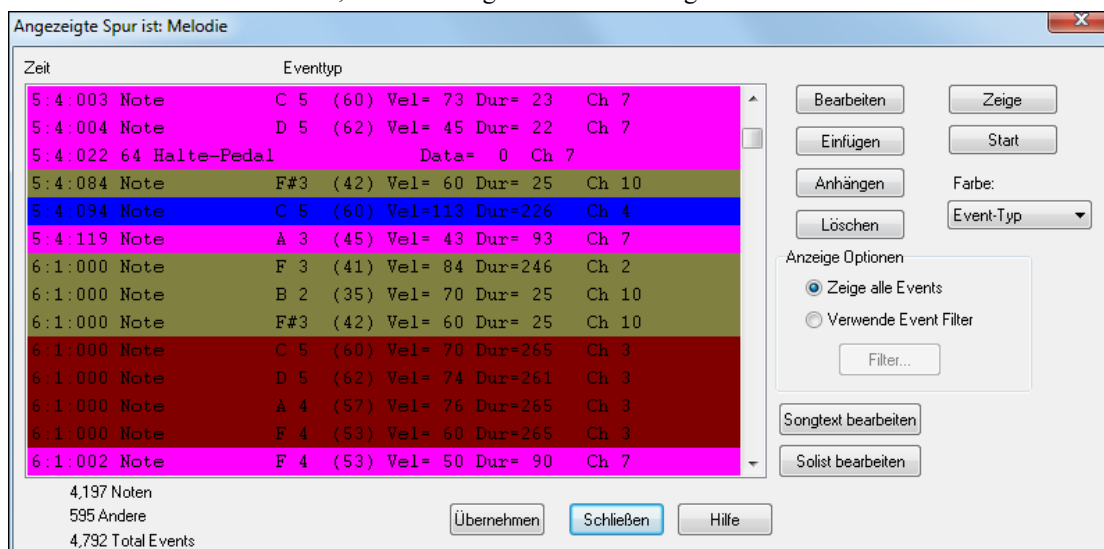 Angezeigte Spur ist: Melodie
Zeit Eventtyp
5:4:003 Note C 5 (60) Vel= 73 Dur= 23 Ch 7
5:4:004 Note D 5 (62) Vel= 45 Dur= 22 Ch 7
5:4:022 64 Halte-Pedal Data= 0 Ch 7
5:4:084 Note F#3 (42) Vel= 60 Dur= 25 Ch 10
5:4:094 Note C 5 (60) Vel=113 Dur=226 Ch 4
5:4:119 Note A 3 (45) Vel= 43 Dur= 93 Ch 7
6:1:000 Note F 3 (41) Vel= 84 Dur=246 Ch 2
6:1:000 Note B 2 (35) Vel= 70 Dur= 25 Ch 10
6:1:000 Note F#3 (42) Vel= 60 Dur= 25 Ch 10
6:1:000 Note C 5 (60) Vel= 70 Dur=265 Ch 3
6:1:000 Note D 5 (62) Vel= 74 Dur=261 Ch 3
6:1:000 Note A 4 (57) Vel= 76 Dur=265 Ch 3
6:1:000 Note F 4 (53) Vel= 60 Dur=265 Ch 3
6:1:002 Note F 4 (53) Vel= 50 Dur= 90 Ch 7
4,197 Noten
595 Andere
4,792 Total Events
Bearbeiten Zeige
Einfügen Start
Anhängen Farbe:
Löschen Event-Typ
Anzeige Optionen
Zeige alle Events
Verwende Event Filter
Filter...
Songtext bearbeiten
Solist bearbeiten
Übernehmen Schließen Hilfe